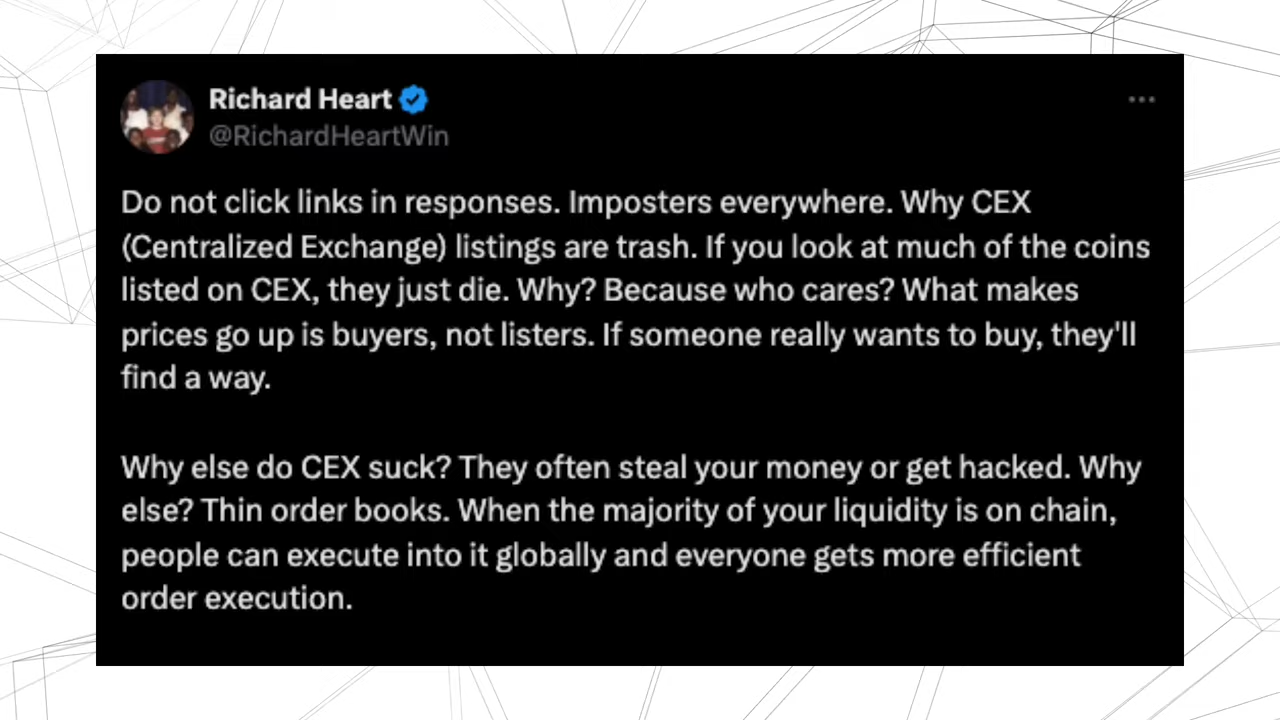 Richard Heart
@RichardHeartWin
Do not click links in responses. Imposters everywhere. Why CEX
(Centralized Exchange) listings are trash. If you look at much of the coins
listed on CEX, they just die. Why? Because who cares? What makes
prices go up is buyers, not listers. If someone really wants to buy, they'll
find a way.
Why else do CEX suck? They often steal your money or get hacked. Why
else? Thin order books. When the majority of your liquidity is on chain,
people can execute into it globally and everyone gets more efficient
order execution.